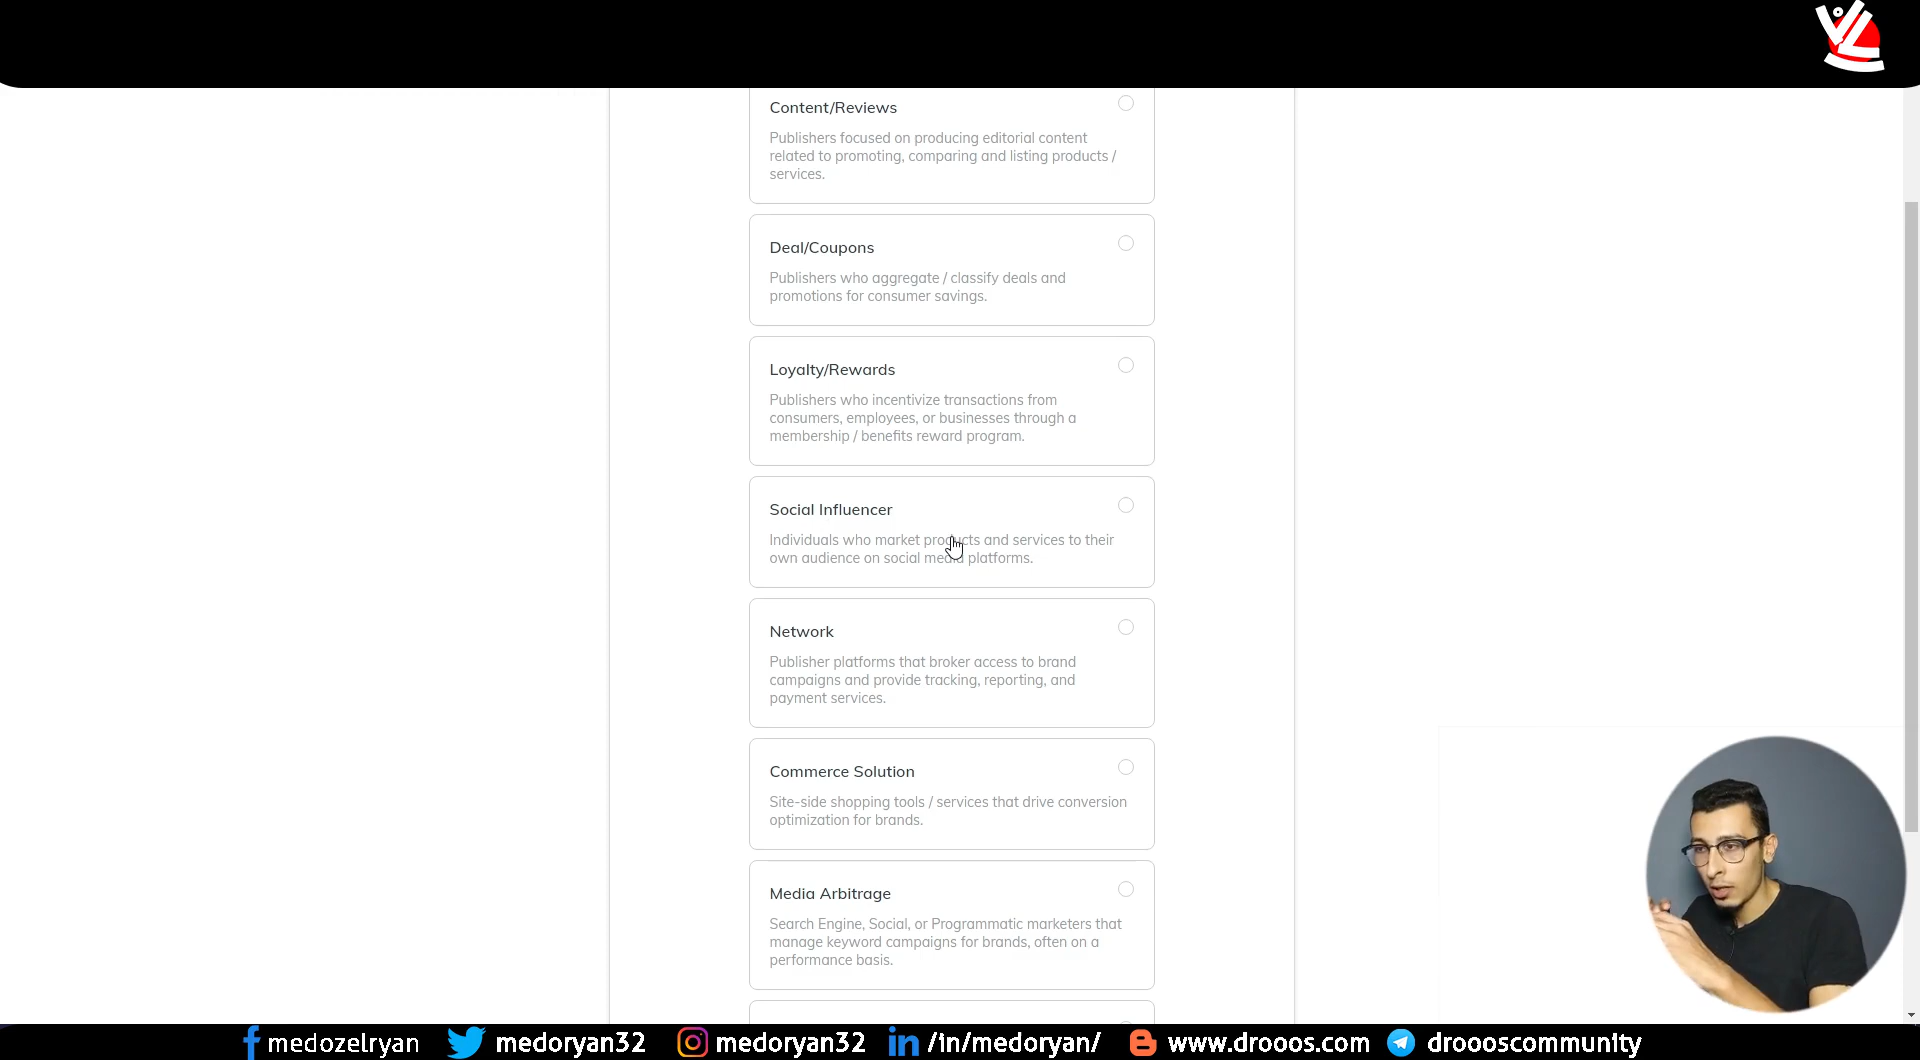 Content/Reviews
Publishers focused on producing editorial content
related to promoting, comparing and listing products /
services.
Deal/Coupons
Publishers who aggregate / classify deals and
promotions for consumer savings.
Loyalty/Rewards
Publishers who incentivize transactions from
consumers, employees, or businesses through a
membership / benefits reward program.
Social Influencer
Individuals who market products and services to their
own audience on social media platforms.
Network
Publisher platforms that broker access to brand
campaigns and provide tracking, reporting, and
payment services.
Commerce Solution
Site-side shopping tools / services that drive conversion
optimization for brands.
Media Arbitrage
Search Engine, Social, or Programmatic marketers that
manage keyword campaigns for brands, often on a
performance basis.
medozelryan medoryan32 medoryan32 /in/medoryan/ www.drooos.com droooscommunity